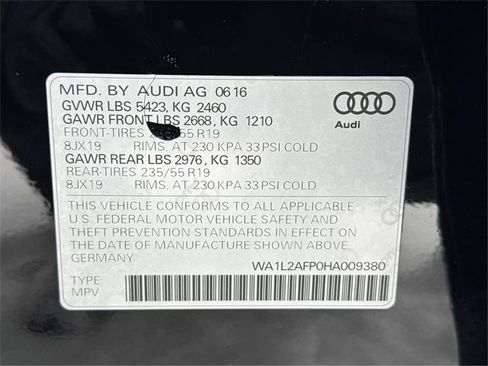 MFD. BY AUDI AG 06 16
GVWR LBS 5423, KG 2460
GAWR FRONT LBS 2668, KG 1210
FRONT-TIRES 55 R19
8JX19 RIMS, AT 230 KPA 33 PSI COLD
GAWR REAR LBS 2976, KG 1350
REAR-TIRES 235/55 R19
8JX19 RIMS, AT 230 KPA 33 PSI COLD
THIS VEHICLE CONFORMS TO ALL APPLICABLE
U.S. FEDERAL MOTOR VEHICLE SAFETY AND
THEFT PREVENTION STANDARDS IN EFFECT ON
DATE OF MANUFACTURE SHOWN ABOVE.
GERMANY
Audi
WA1L2AFP0HA009380
TYPE :
MPV